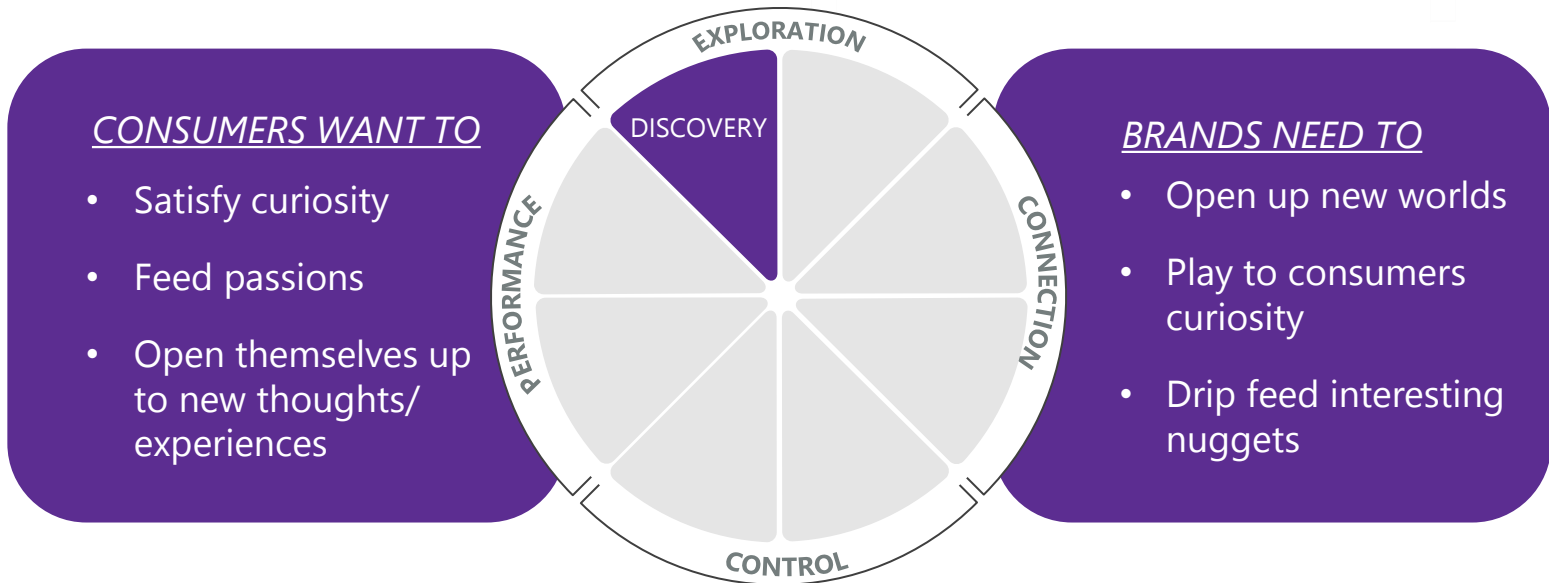 CONSUMERS WANT TO
• Satisfy curiosity
• Feed passions
• Open themselves up
to new thoughts/
experiences
EXPLORATION
DISCOVERY
PERFORMANCE
CONNECTION
CONTROL
BRANDS NEED TO
• Open up new worlds
• Play to consumers
curiosity
• Drip feed interesting
nuggets